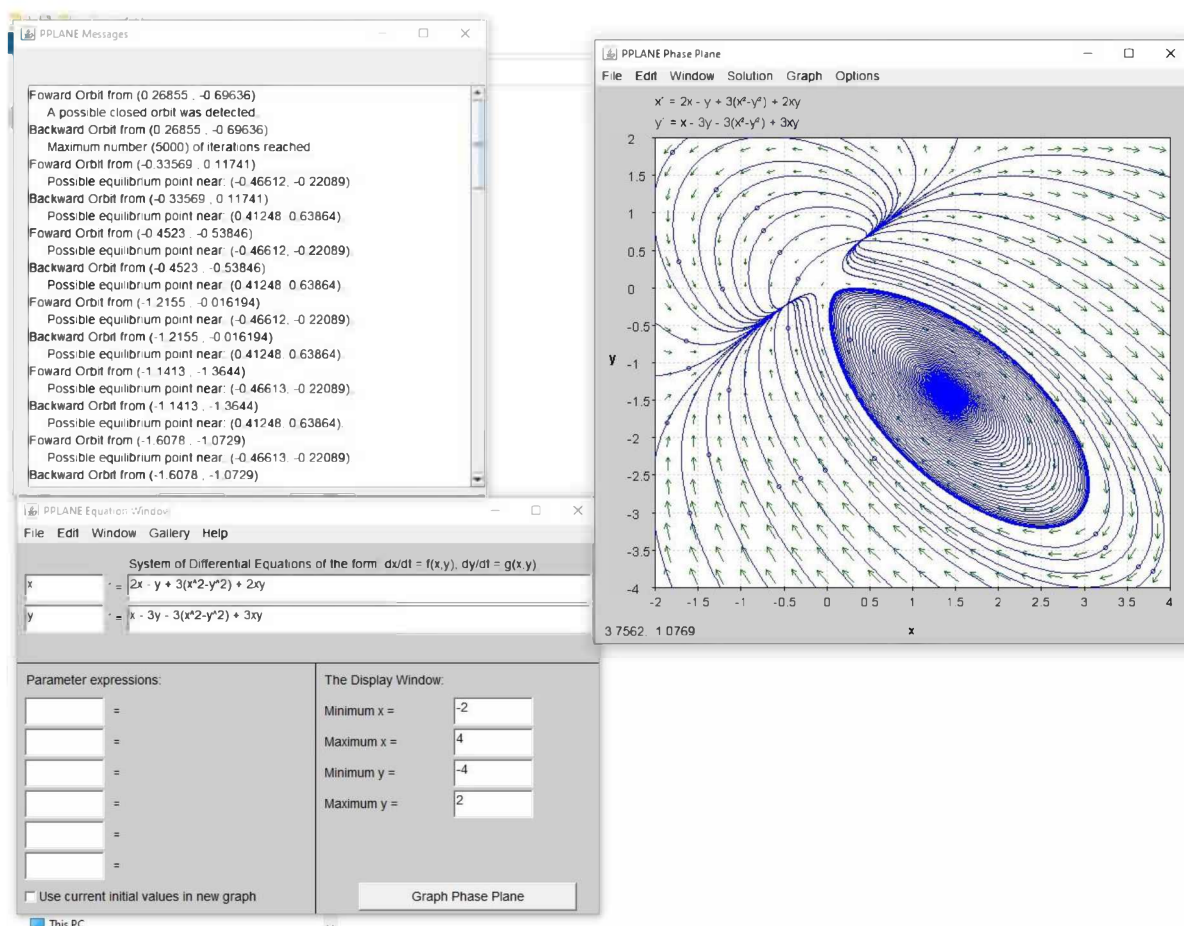 PPLANE Messages
Foward Orbit from (0.26855 , -0.69636)
A possible closed orbit was detected.
Backward Orbit from (0.26855 , -0.69636)
Maximum number (5000) of iterations reached
Foward Orbit from (-0.33569 , 0.11741)
Possible equilibrium point near: (-0.46612, -0.22089)
Backward Orbit from (-0.33569 , 0.11741)
Possible equilibrium point near: (0.41248, 0.63864).
Foward Orbit from (-0.4523 , -0.53846)
Possible equilibrium point near: (-0.46612, -0.22089)
Backward Orbit from (-0.4523 , -0.53846)
Possible equilibrium point near: (0.41248, 0.63864).
Foward Orbit from (-1.2155 , -0.016194)
Possible equilibrium point near: (-0.46612, -0.22089)
Backward Orbit from (-1.2155 , -0.016194)
Possible equilibrium point near: (0.41248, 0.63864).
Foward Orbit from (-1.1413 , -1.3644)
Possible equilibrium point near: (-0.46613, -0.22089)
Backward Orbit from (-1.1413 , -1.3644)
Possible equilibrium point near: (0.41248, 0.63864).
Foward Orbit from (-1.6078 , -1.0729)
Possible equilibrium point near: (-0.46613, -0.22089)
Backward Orbit from (-1.6078 , -1.0729)
PPLANE Phase Plane
File Edit Window Solution Graph Options
x' = 2x - y + 3(x²-y²) + 2xy
y' = x - 3y - 3(x²-y²) + 3xy
2
1.5
1
0.5
0
-0.5
y
-1
-1.5
-2
-2.5
-3
-3.5
-4
-2 -1.5 -1 -0.5 0 0.5 1 1.5 2 2.5 3 3.5 4
3.7562, 1.0769 x
PPLANE Equation Window
File Edit Window Gallery Help
System of Differential Equations of the form: dx/dt = f(x,y), dy/dt = g(x,y)
x ' = 2x - y + 3(x^2-y^2) + 2xy
y ' = x - 3y - 3(x^2-y^2) + 3xy
Parameter expressions:
=
=
=
=
=
=
Use current initial values in new graph
The Display Window:
Minimum x = -2
Maximum x = 4
Minimum y = -4
Maximum y = 2
Graph Phase Plane
This PC